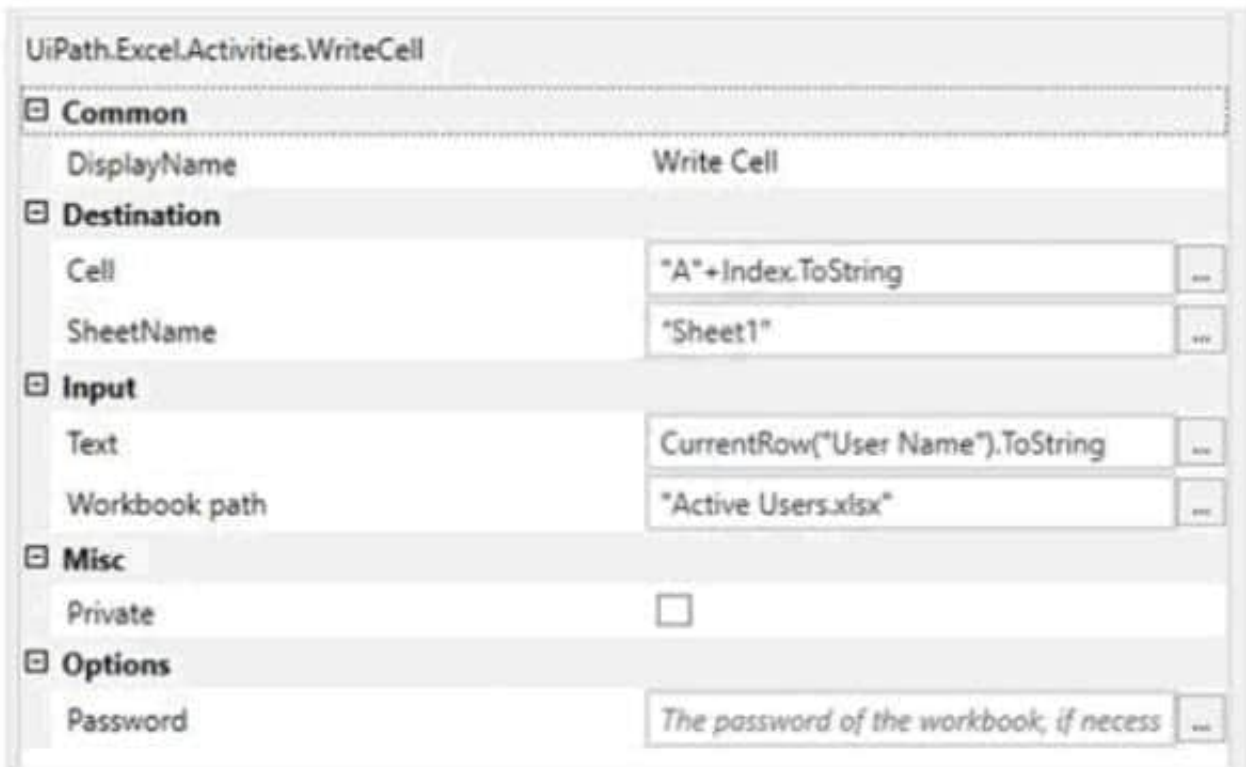 UiPath.Excel.Activities.WriteCell
Common
DisplayName Write Cell
Destination
Cell "A"+Index.ToString ...
SheetName "Sheet1" ...
Input
Text CurrentRow("User Name").ToString ...
Workbook path "Active Users.xlsx" ...
Misc
Private
Options
Password The password of the workbook, if necess ...